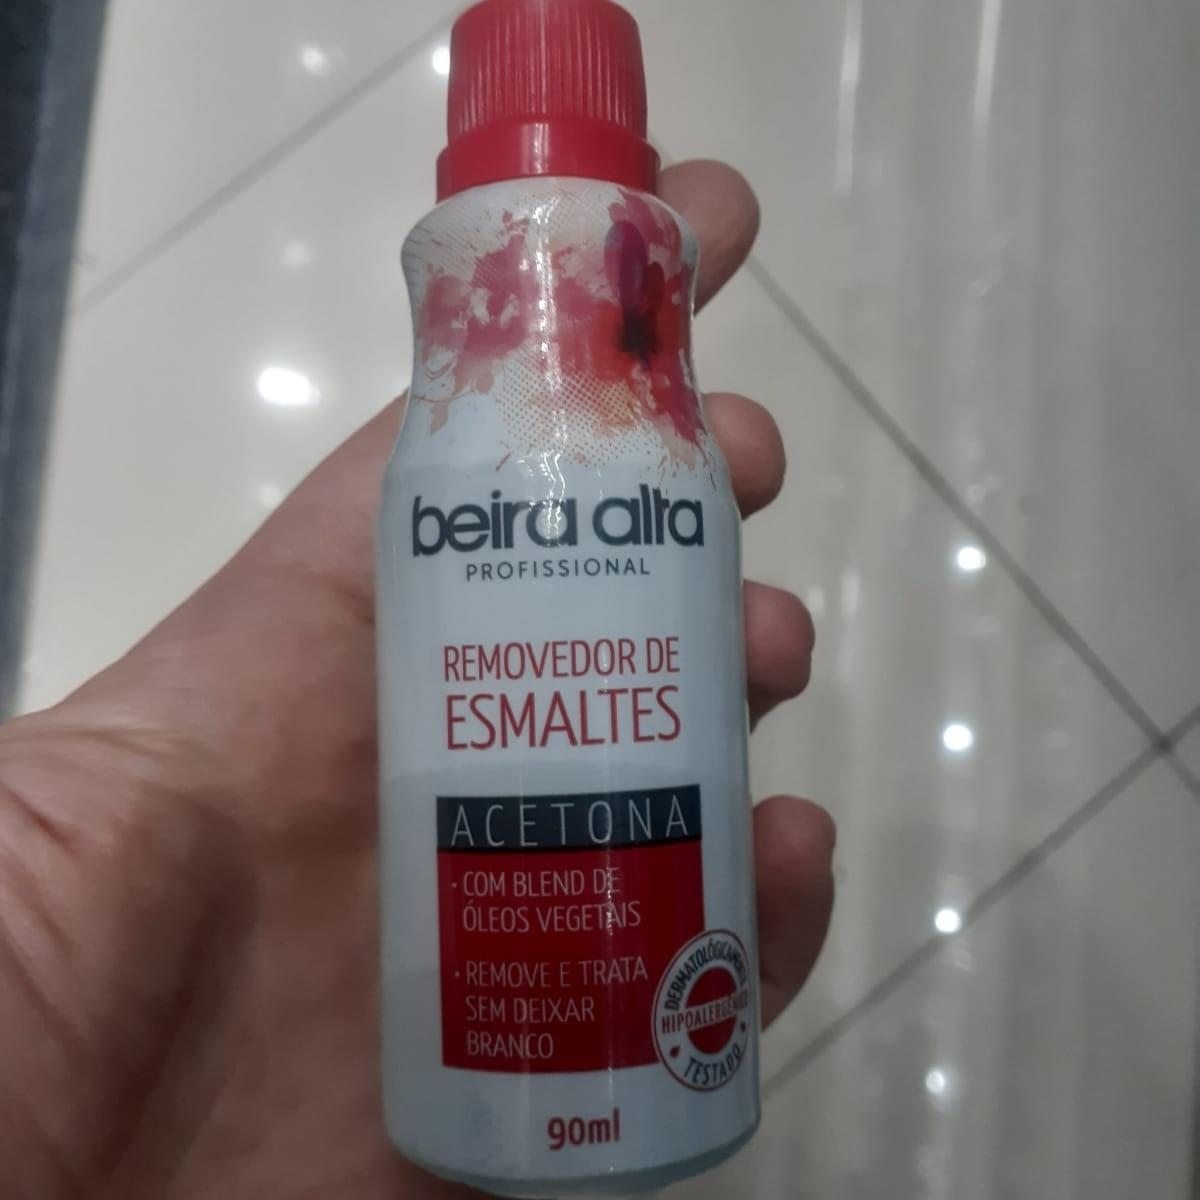 beira alta
PROFISSIONAL
REMOVEDOR DE
ESMALTES
ACETONA
• COM BLEND DE
ÓLEOS VEGETAIS
• REMOVE E TRATA
SEM DEIXAR
BRANCO
DERMATOLÓGICAMENTE
HIPOALERGÊNICO
TESTADO
90ml